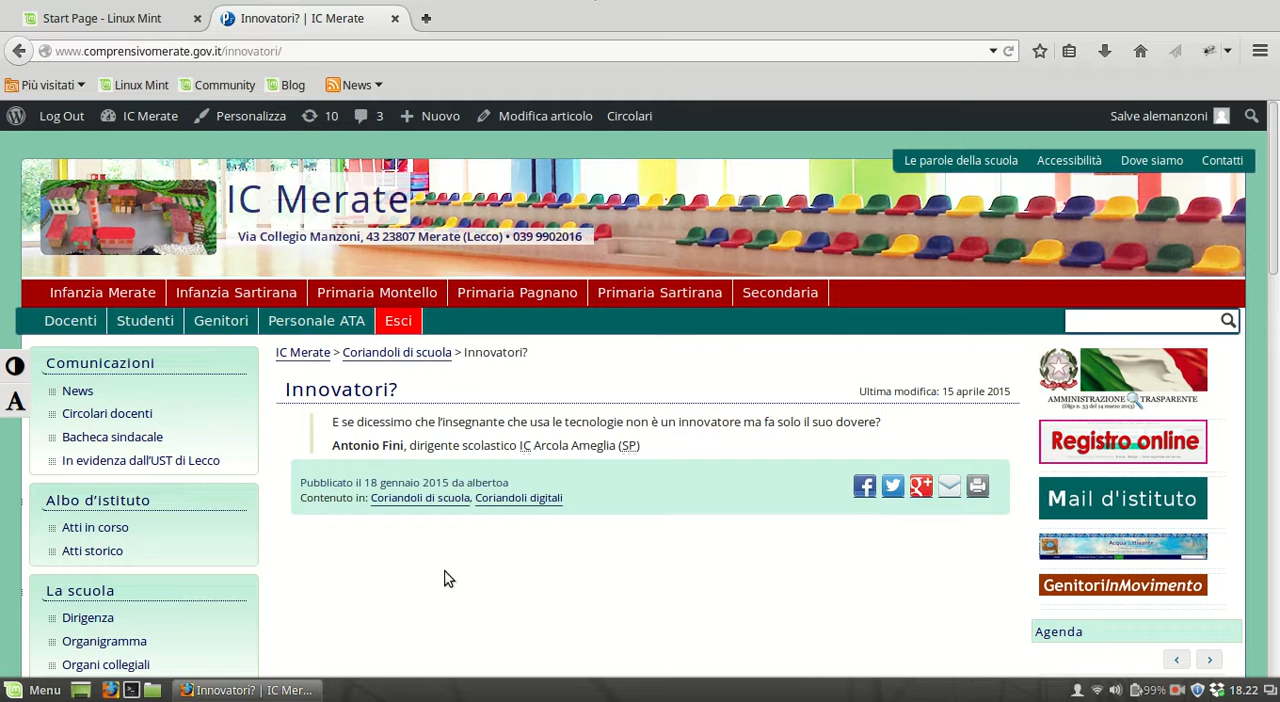 Start Page - Linux Mint
Innovatori? | IC Merate
www.comprensivomerate.gov.it/innovatori/
Più visitati
Linux Mint
Community
Blog
News
Log Out
IC Merate
Personalizza
10
3
Nuovo
Modifica articolo
Circolari
Salve alemanzoni
Le parole della scuola
Accessibilità
Dove siamo
Contatti
IC Merate
Via Collegio Manzoni, 43 23807 Merate (Lecco) • 039 9902016
Infanzia Merate
Infanzia Sartirana
Primaria Montello
Primaria Pagnano
Primaria Sartirana
Secondaria
Docenti
Studenti
Genitori
Personale ATA
Esci
A
Comunicazioni
News
Circolari docenti
Bacheca sindacale
In evidenza dall'UST di Lecco
Albo d'istituto
Atti in corso
Atti storico
La scuola
Dirigenza
Organigramma
Organi collegiali
IC Merate > Coriandoli di scuola > Innovatori?
Innovatori?
Ultima modifica: 15 aprile 2015
E se dicessimo che l'insegnante che usa le tecnologie non è un innovatore ma fa solo il suo dovere?
Antonio Fini, dirigente scolastico IC Arcola Ameglia (SP)
Pubblicato il 18 gennaio 2015 da albertoa
Contenuto in: Coriandoli di scuola, Coriandoli digitali
AMMINISTRAZIONE TRASPARENTE
(Dlgs n. 33 del 14 marzo 2013)
Registro online
Mail d'istituto
GenitoriInMovimento
Agenda
‹
›
Menu
Innovatori? | IC Mer...
99%
18.22